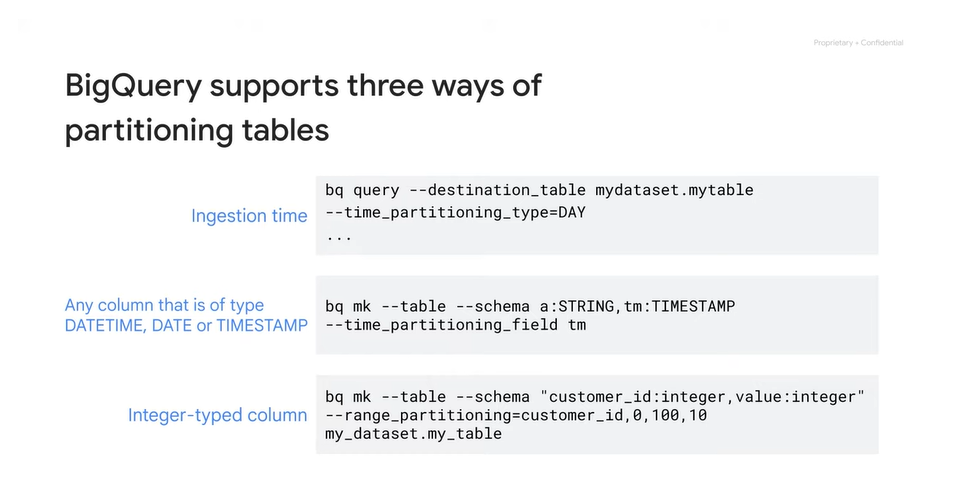 Proprietary + Confidential
BigQuery supports three ways of
partitioning tables
Ingestion time
bq query --destination_table mydataset.mytable
--time_partitioning_type=DAY
...
Any column that is of type
DATETIME, DATE or TIMESTAMP
bq mk --table --schema a:STRING,tm:TIMESTAMP
--time_partitioning_field tm
Integer-typed column
bq mk --table --schema "customer_id:integer,value:integer"
--range_partitioning=customer_id,0,100,10
my_dataset.my_table